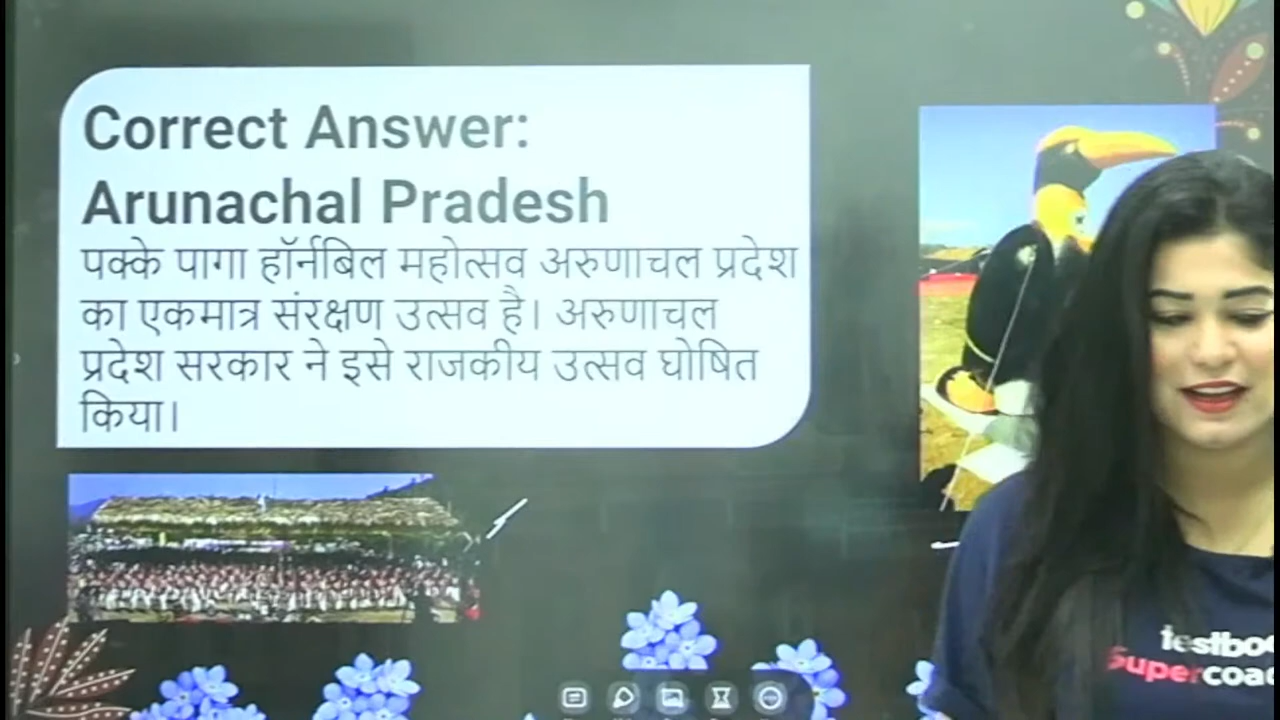 Correct Answer:
Arunachal Pradesh
पक्के पागा हॉर्नबिल महोत्सव अरुणाचल प्रदेश
का एकमात्र संरक्षण उत्सव है। अरुणाचल
प्रदेश सरकार ने इसे राजकीय उत्सव घोषित
किया।
testboo
Supercoac